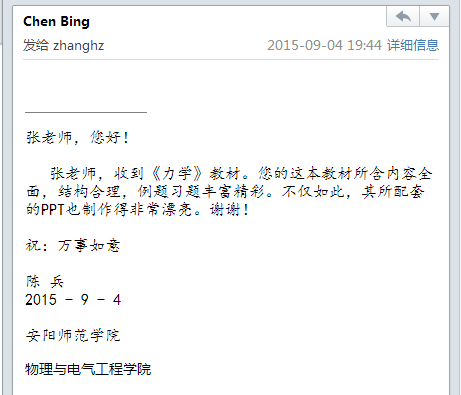 Chen Bing
发给 zhanghz 2015-09-04 19:44 详细信息
张老师，您好！
张老师，收到《力学》教材。您的这本教材所含内容全
面，结构合理，例题习题丰富精彩。不仅如此，其所配套
的PPT也制作得非常漂亮。谢谢！
祝：万事如意
陈 兵
2015 - 9 - 4
安阳师范学院
物理与电气工程学院